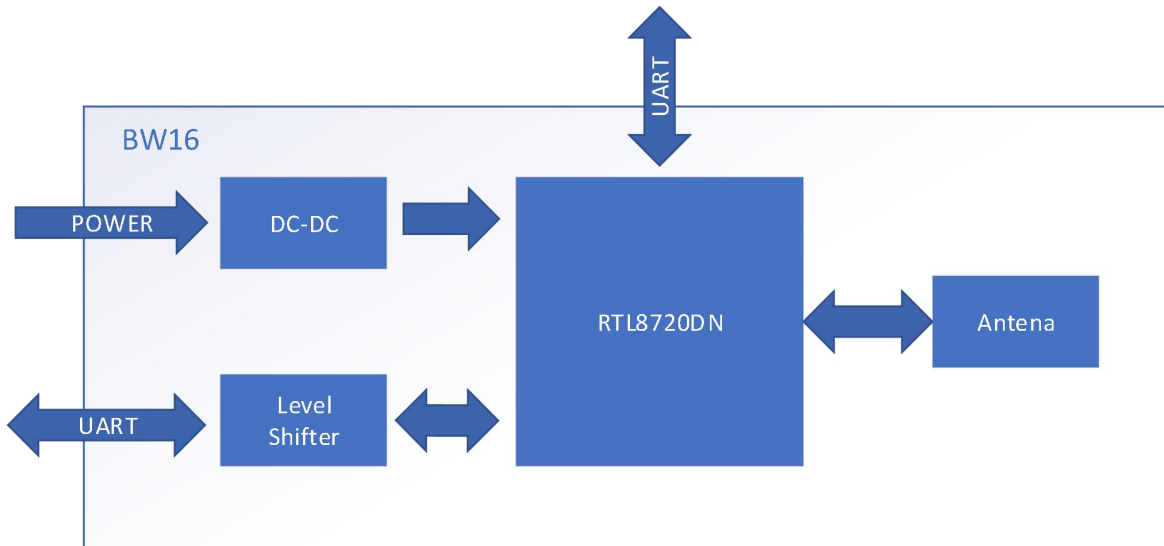 UART
BW16
POWER
DC-DC
RTL8720DN
Antena
UART
Level
Shifter